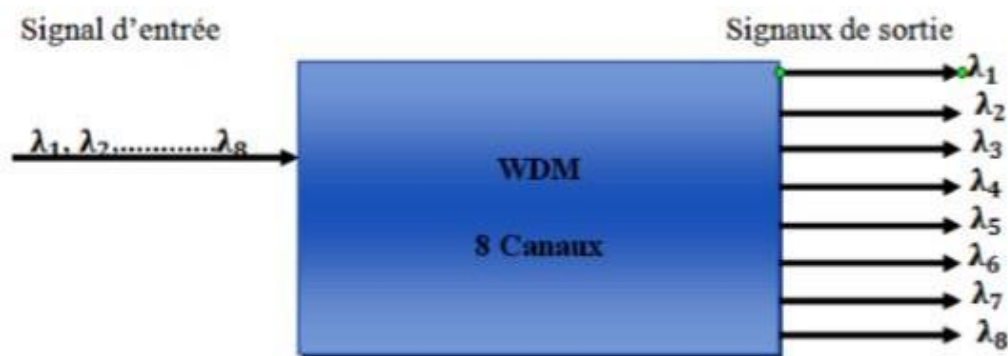 Signal d'entrée
Signaux de sortie
λ₁, λ₂.............λ₈
WDM
8 Canaux
λ₁
λ₂
λ₃
λ₄
λ₅
λ₆
λ₇
λ₈